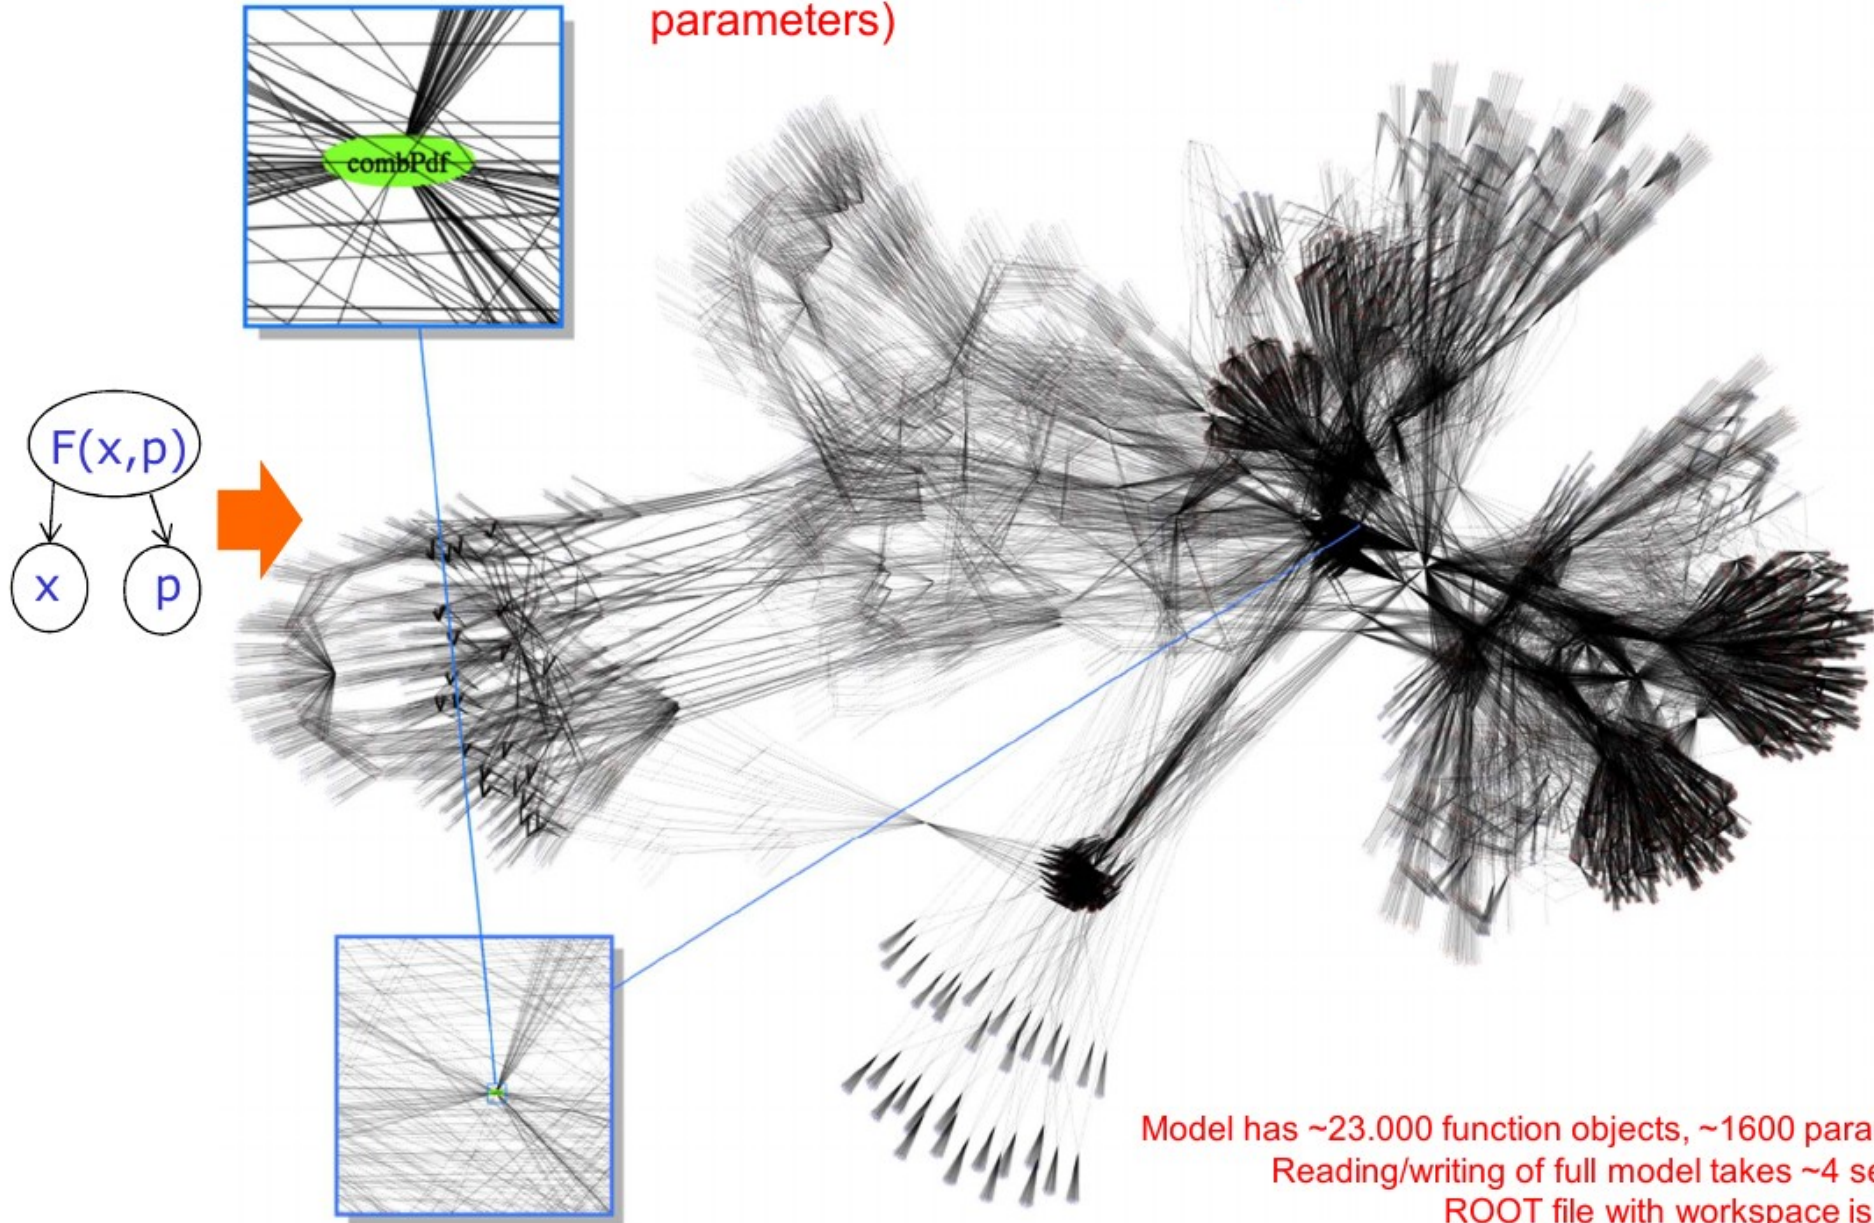 parameters)
combPdf
F(x,p)
x p
Model has ~23.000 function objects, ~1600 para
Reading/writing of full model takes ~4 se
ROOT file with workspace is